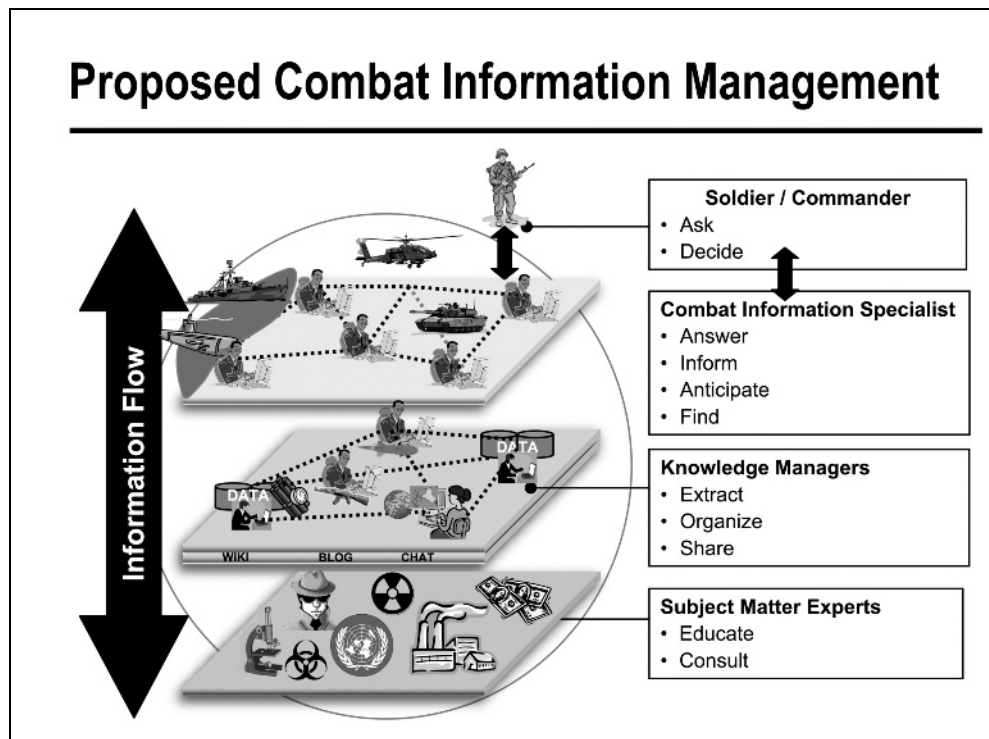 Proposed Combat Information Management
Information Flow
Soldier / Commander
• Ask
• Decide
Combat Information Specialist
• Answer
• Inform
• Anticipate
• Find
DATA
DATA
WIKI BLOG CHAT
Knowledge Managers
• Extract
• Organize
• Share
Subject Matter Experts
• Educate
• Consult